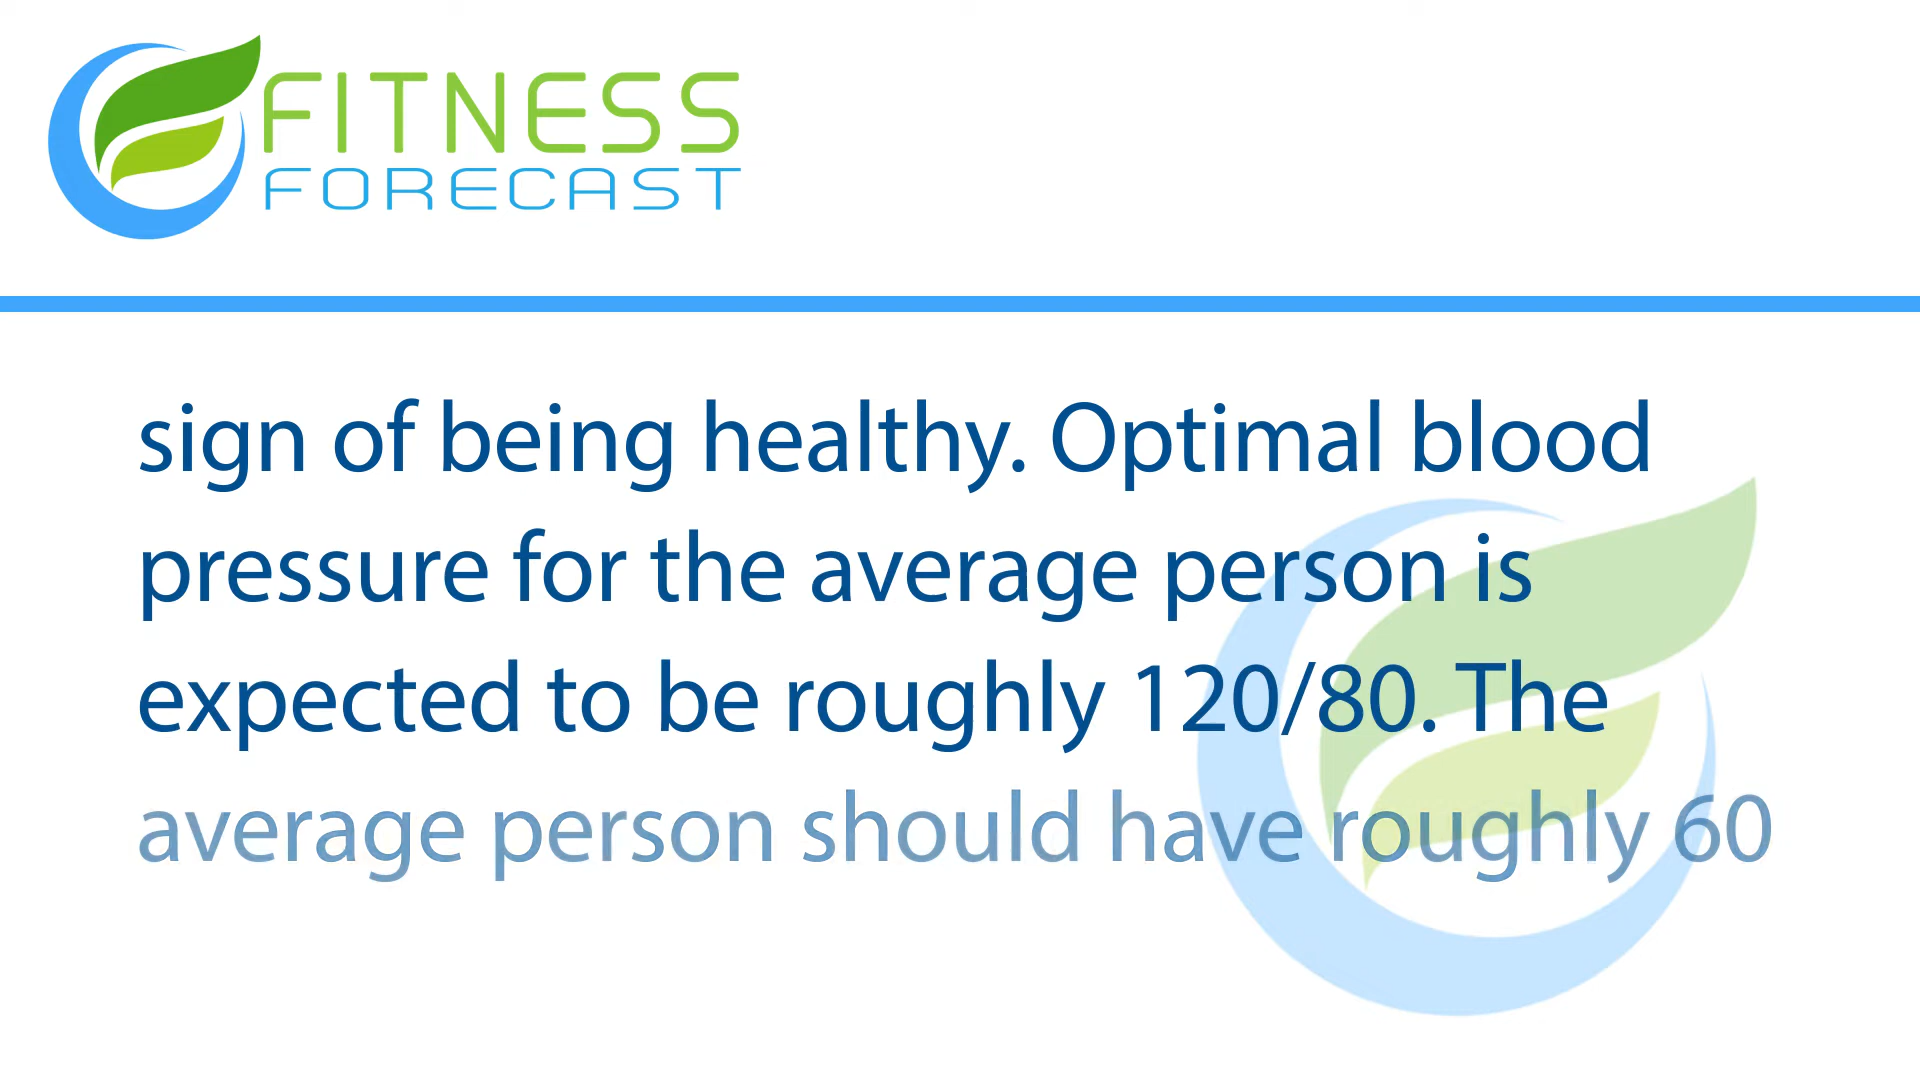 FITNESS
FORECAST
sign of being healthy. Optimal blood
pressure for the average person is
expected to be roughly 120/80. The
average person should have roughly 60